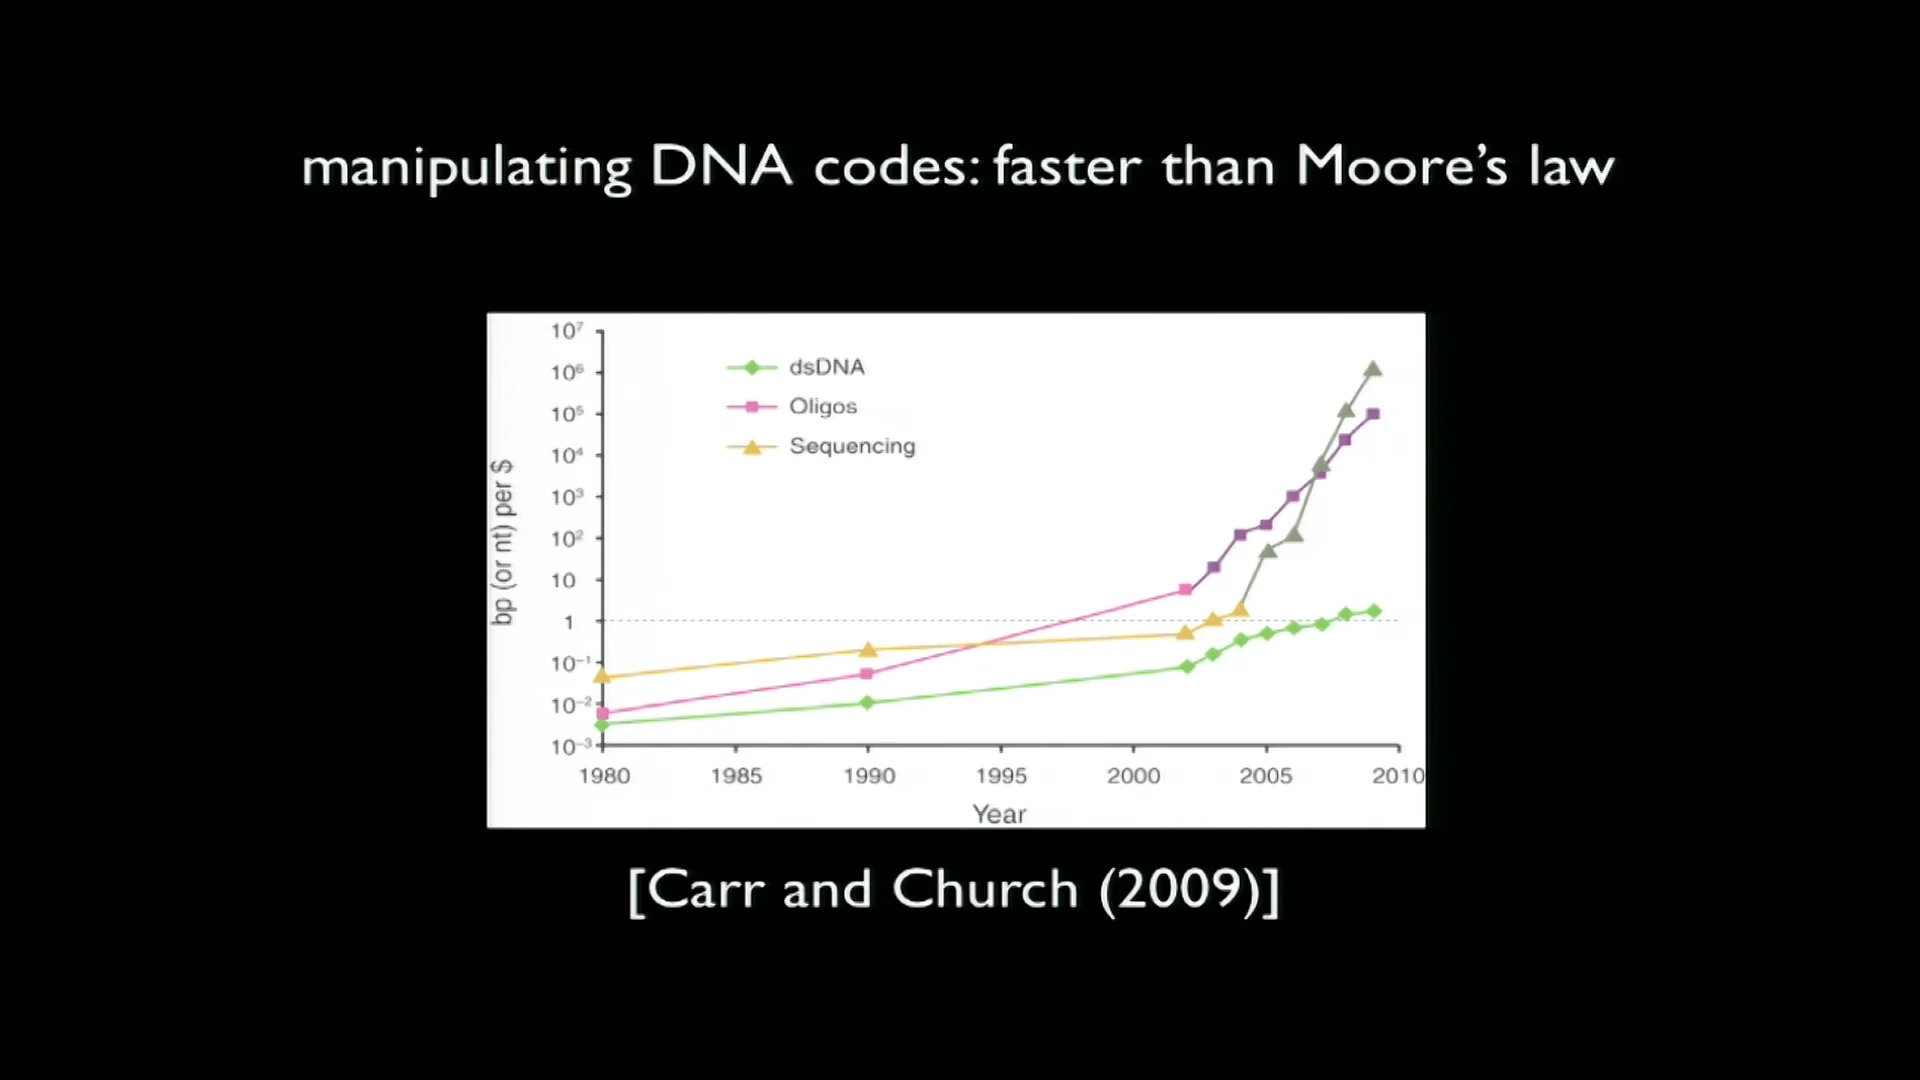 manipulating DNA codes: faster than Moore's law
10⁷
dsDNA
10⁶
Oligos
10⁵
Sequencing
10⁴
10³
10²
10
1
10⁻¹
10⁻²
10⁻³
bp (or nt) per $
1980 1985 1990 1995 2000 2005 2010
Year
[Carr and Church (2009)]